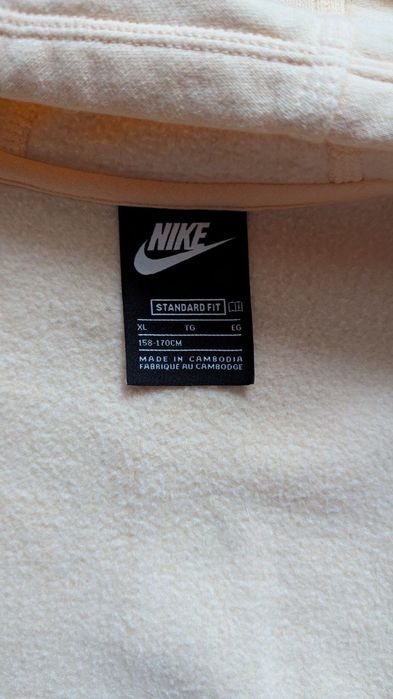 NIKE
STANDARD FIT
XL TG EG
158-170CM
MADE IN CAMBODIA
FABRIQUE AU CAMBODGE